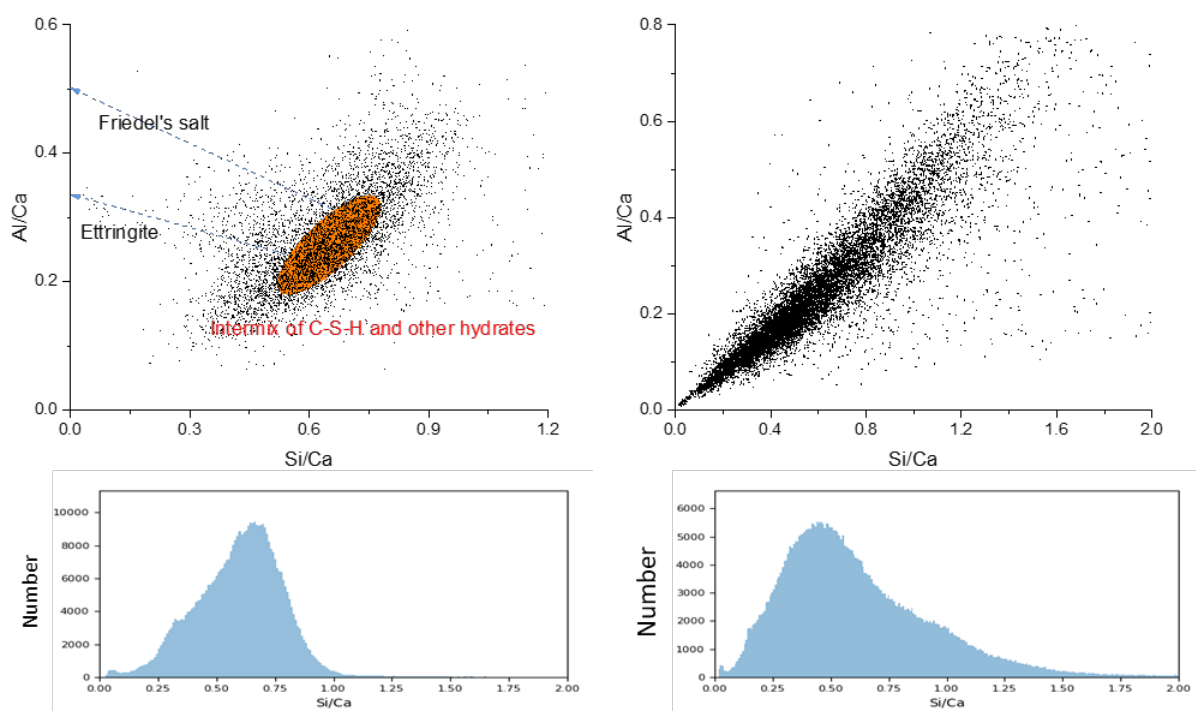 0.6
0.4
0.2
0.0
Al/Ca
Friedel's salt
Ettringite
Intermix of C-S-H and other hydrates
0.0 0.3 0.6 0.9 1.2
Si/Ca
0.8
0.6
0.4
0.2
0.0
Al/Ca
0.0 0.4 0.8 1.2 1.6 2.0
Si/Ca
10000
8000
6000
4000
2000
0
Number
0.00 0.25 0.50 0.75 1.00 1.25 1.50 1.75 2.00
Si/Ca
6000
5000
4000
3000
2000
1000
0
Number
0.00 0.25 0.50 0.75 1.00 1.25 1.50 1.75 2.00
Si/Ca